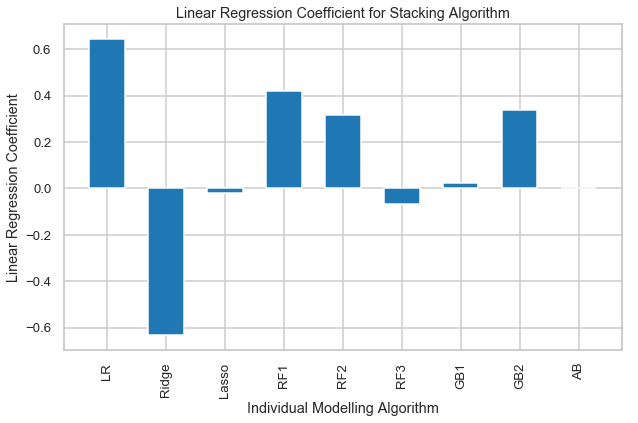 Linear Regression Coefficient for Stacking Algorithm
Linear Regression Coefficient
0.6
0.4
0.2
0.0
−0.2
−0.4
−0.6
LR
Ridge
Lasso
RF1
RF2
RF3
GB1
GB2
AB
Individual Modelling Algorithm